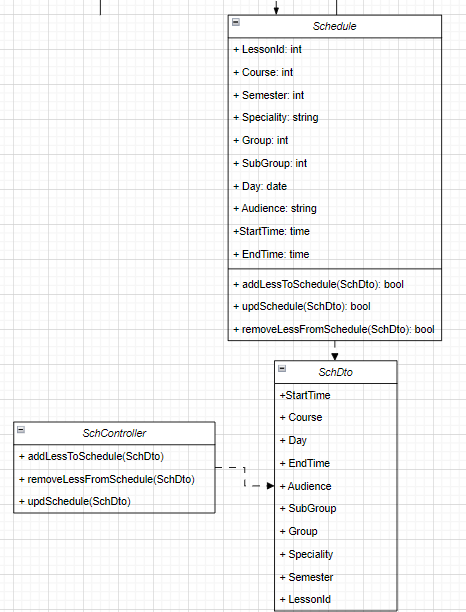 Schedule
+ LessonId: int
+ Course: int
+ Semester: int
+ Speciality: string
+ Group: int
+ SubGroup: int
+ Day: date
+ Audience: string
+StartTime: time
+ EndTime: time
+ addLessToSchedule(SchDto): bool
+ updSchedule(SchDto): bool
+ removeLessFromSchedule(SchDto): bool
SchDto
+StartTime
+ Course
+ Day
+ EndTime
+ Audience
+ SubGroup
+ Group
+ Speciality
+ Semester
+ LessonId
SchController
+ addLessToSchedule(SchDto)
+ removeLessFromSchedule(SchDto)
+ updSchedule(SchDto)